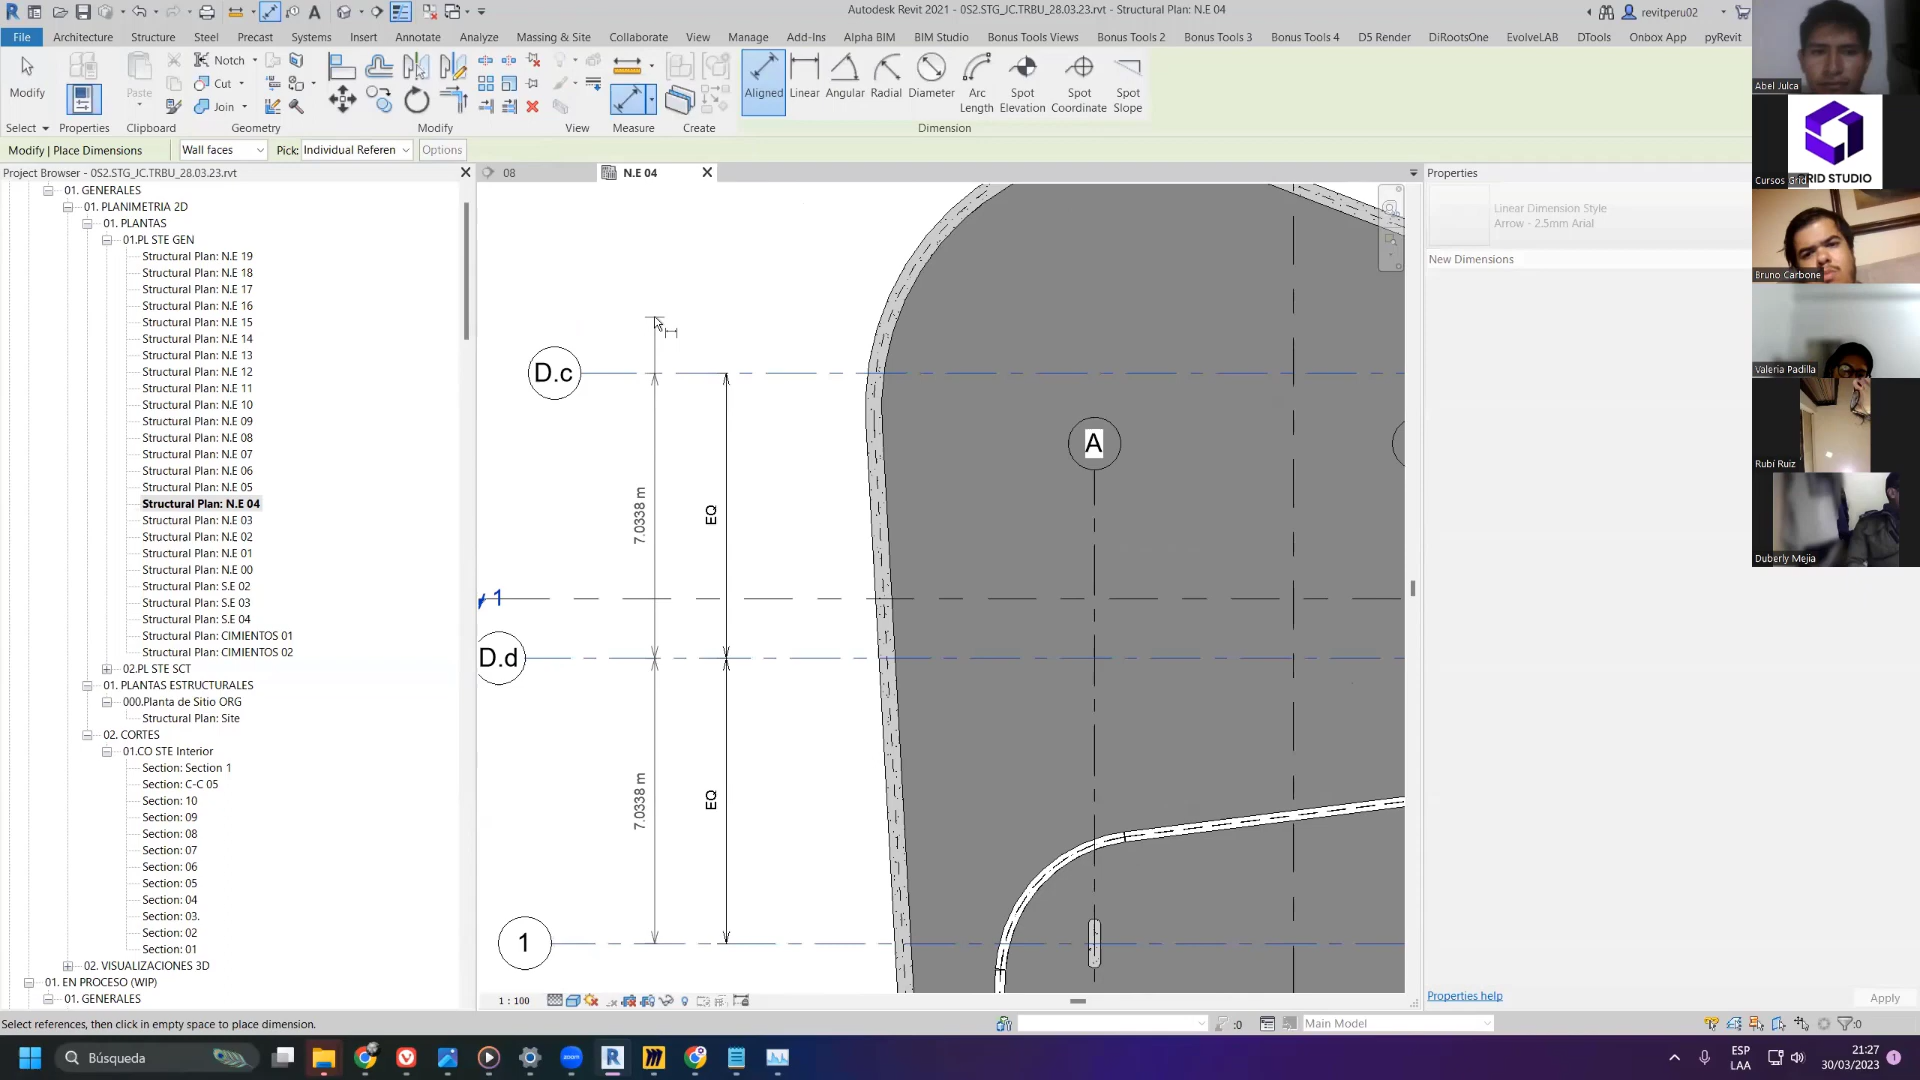 Autodesk Revit 2021 - 0S2.STG_JC.TRBU_28.03.23.rvt - Structural Plan: N.E 04
revitperu02
File Architecture Structure Steel Precast Systems Insert Annotate Analyze Massing & Site Collaborate View Manage Add-Ins Alpha BIM BIM Studio Bonus Tools Views Bonus Tools 2 Bonus Tools 3 Bonus Tools 4 D5 Render DiRootsOne EvolveLAB DTools Onbox App pyRevit
Modify
Paste
Notch
Cut
Join
Aligned Linear Angular Radial Diameter Arc Length Spot Elevation Spot Coordinate Spot Slope
Select Properties Clipboard Geometry Modify View Measure Create Dimension
Modify | Place Dimensions Wall faces Pick: Individual Referen Options
Project Browser - 0S2.STG_JC.TRBU_28.03.23.rvt
08
N.E 04
Properties
01. GENERALES
01. PLANIMETRIA 2D
01. PLANTAS
01.PL STE GEN
Structural Plan: N.E 19
Structural Plan: N.E 18
Structural Plan: N.E 17
Structural Plan: N.E 16
Structural Plan: N.E 15
Structural Plan: N.E 14
Structural Plan: N.E 13
Structural Plan: N.E 12
Structural Plan: N.E 11
Structural Plan: N.E 10
Structural Plan: N.E 09
Structural Plan: N.E 08
Structural Plan: N.E 07
Structural Plan: N.E 06
Structural Plan: N.E 05
Structural Plan: N.E 04
Structural Plan: N.E 03
Structural Plan: N.E 02
Structural Plan: N.E 01
Structural Plan: N.E 00
Structural Plan: S.E 02
Structural Plan: S.E 03
Structural Plan: S.E 04
Structural Plan: CIMIENTOS 01
Structural Plan: CIMIENTOS 02
02.PL STE SCT
01. PLANTAS ESTRUCTURALES
000.Planta de Sitio ORG
Structural Plan: Site
02. CORTES
01.CO STE Interior
Section: Section 1
Section: C-C 05
Section: 10
Section: 09
Section: 08
Section: 07
Section: 06
Section: 05
Section: 04
Section: 03.
Section: 02
Section: 01
02. VISUALIZACIONES 3D
01. EN PROCESO (WIP)
01. GENERALES
D.c
A
7.0338 m
EQ
1
D.d
7.0338 m
EQ
1
1 : 100
Linear Dimension Style
Arrow - 2.5mm Arial
New Dimensions
Properties help
Apply
Abel Julca
RID STUDIO
Cursos Grid
Bruno Carbone
Valeria Padilla
Rubí Ruiz
Duberly Mejia
Select references, then click in empty space to place dimension.
:0
Main Model
:0
Búsqueda
ESP
LAA
21:27
30/03/2023
1